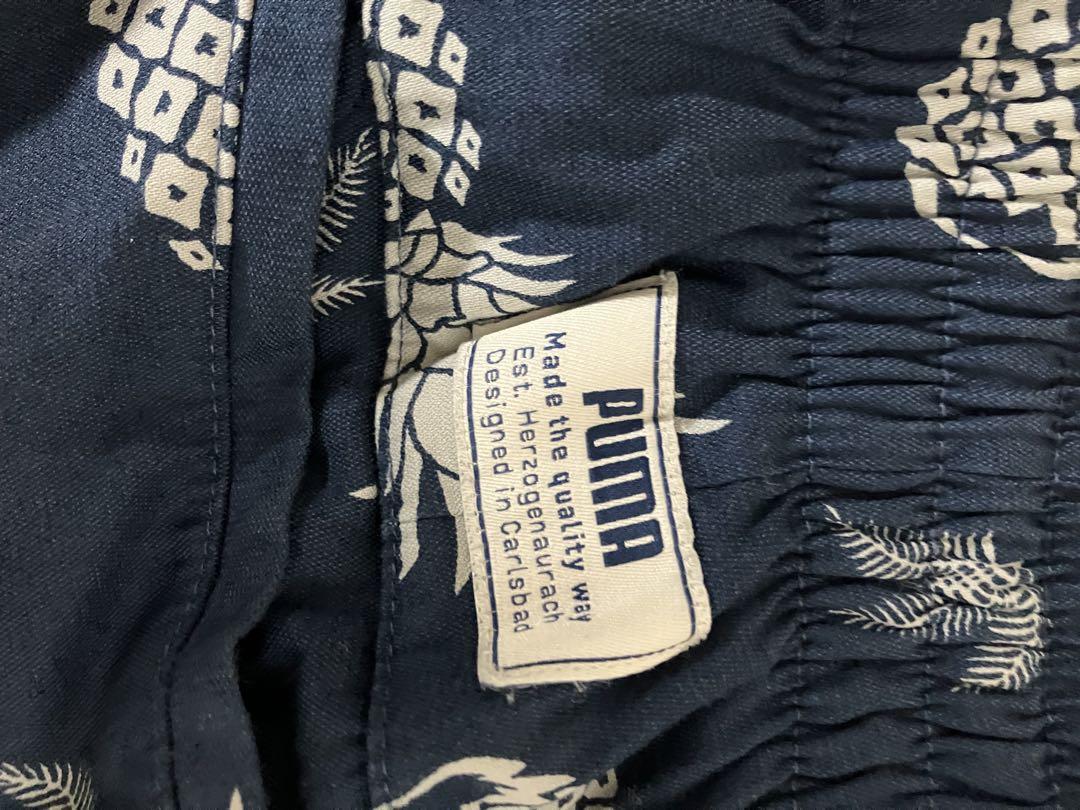 PUMA
Made the quality way
Est. Herzogenaurach
Designed in Carlsbad